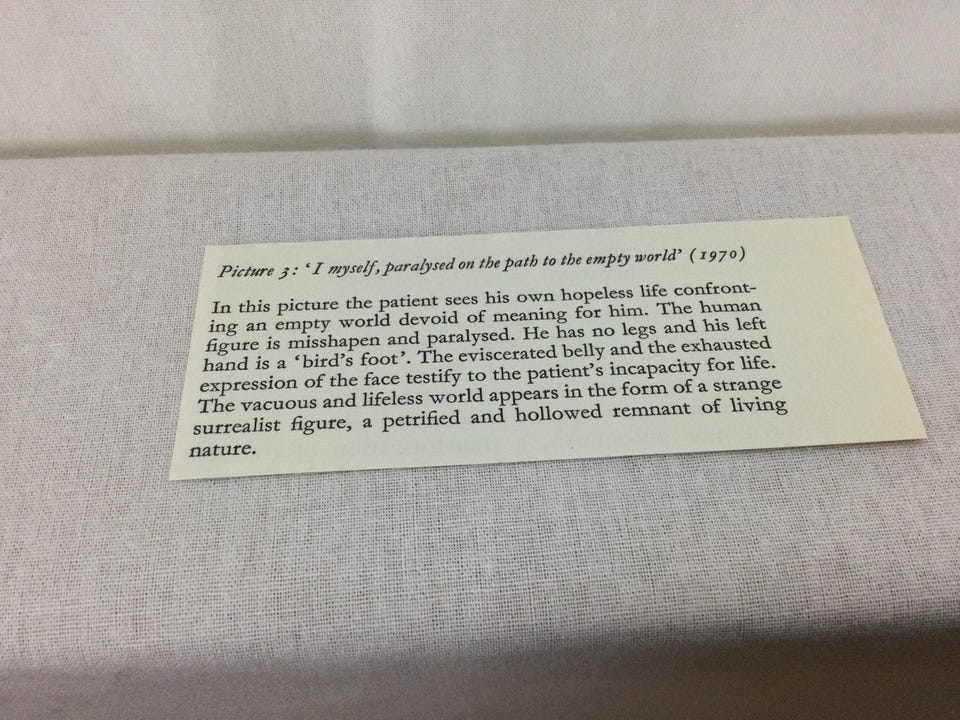 Picture 3: ‘I myself, paralysed on the path to the empty world’ (1970)
In this picture the patient sees his own hopeless life confront-
ing an empty world devoid of meaning for him. The human
figure is misshapen and paralysed. He has no legs and his left
hand is a ‘bird’s foot’. The eviscerated belly and the exhausted
expression of the face testify to the patient’s incapacity for life.
The vacuous and lifeless world appears in the form of a strange
surrealist figure, a petrified and hollowed remnant of living
nature.